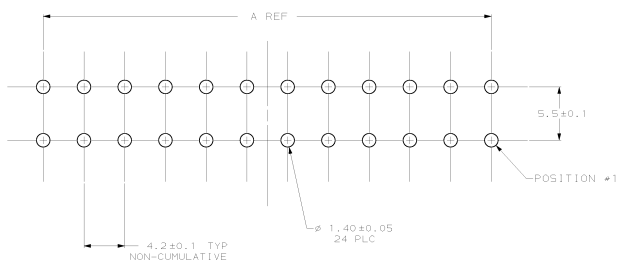 A REF
5.5±0.1
POSITION #1
ø 1.40±0.05
24 PLC
4.2±0.1 TYP
NON-CUMULATIVE